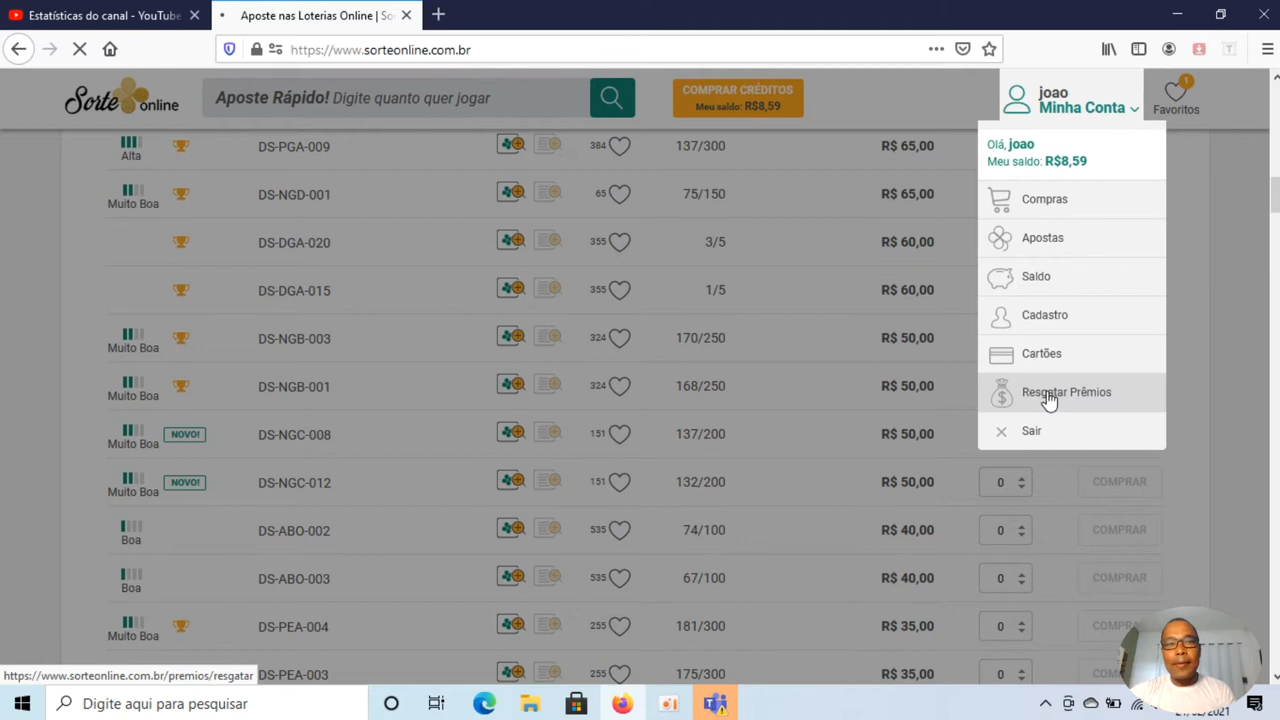 Estatísticas do canal - YouTube
Aposte nas Loterias Online | So
https://www.sorteonline.com.br
Sorte online
Aposte Rápido! Digite quanto quer jogar
COMPRAR CRÉDITOS
Meu saldo: R$8,59
joao
Minha Conta
1
Favoritos
Olá, joao
Meu saldo: R$8,59
Compras
Apostas
Saldo
Cadastro
Cartões
Resgatar Prêmios
Sair
Alta DS-PGA-009 384 137/300 R$ 65,00
Muito Boa DS-NGD-001 65 75/150 R$ 65,00
DS-DGA-020 355 3/5 R$ 60,00
DS-DGA-015 355 1/5 R$ 60,00
Muito Boa DS-NGB-003 324 170/250 R$ 50,00
Muito Boa DS-NGB-001 324 168/250 R$ 50,00
Muito Boa NOVO! DS-NGC-008 151 137/200 R$ 50,00
Muito Boa NOVO! DS-NGC-012 151 132/200 R$ 50,00 0 COMPRAR
Boa DS-ABO-002 535 74/100 R$ 40,00 0 COMPRAR
Boa DS-ABO-003 535 67/100 R$ 40,00 0 COMPRAR
Muito Boa DS-PEA-004 255 181/300 R$ 35,00 0
DS-PEA-003 255 175/300 R$ 35,00 0
https://www.sorteonline.com.br/premios/resgatar
Digite aqui para pesquisar